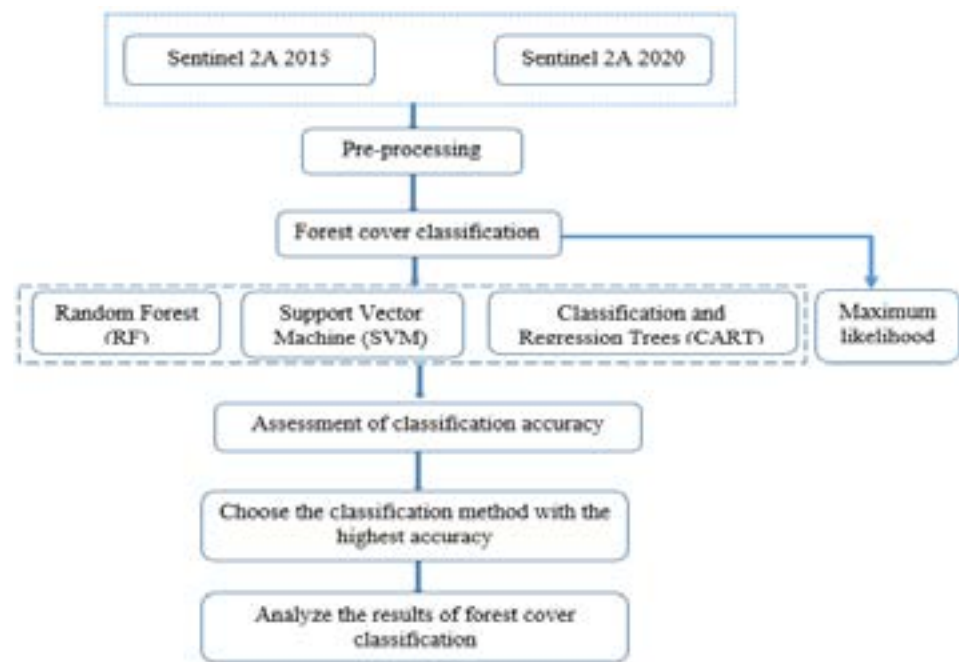 Sentinel 2A 2015
Sentinel 2A 2020
Pre-processing
Forest cover classification
Random Forest
(RF)
Support Vector
Machine (SVM)
Classification and
Regression Trees (CART)
Maximum
likelihood
Assessment of classification accuracy
Choose the classification method with the
highest accuracy
Analyze the results of forest cover
classification